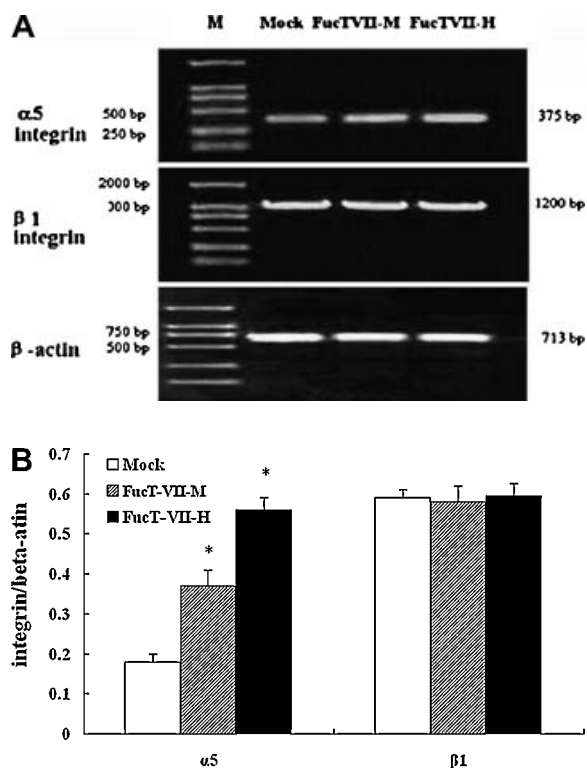 A
M Mock FucTVII-M FucTVII-H
α5 integrin
500 bp
250 bp
375 bp
β1 integrin
2000 bp
300 bp
1200 bp
β-actin
750 bp
500 bp
713 bp
B
0.7
0.6
0.5
0.4
0.3
0.2
0.1
0
integrin/beta-atin
Mock
FucT-VII-M
FucT-VII-H
*
*
α5 β1